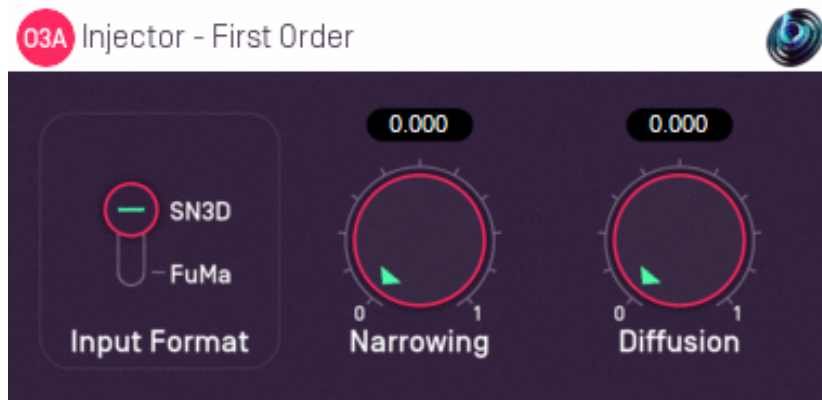 O3A Injector - First Order
0.000 0.000
SN3D
FuMa
0 1 0 1
Input Format Narrowing Diffusion